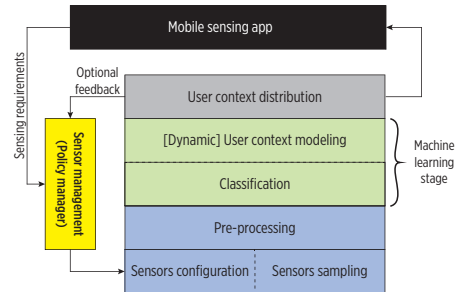 Mobile sensing app
Sensing requirements
Optional
feedback
User context distribution
Sensor management
(Policy manager)
[Dynamic] User context modeling
Classification
Machine
learning
stage
Pre-processing
Sensors configuration
Sensors sampling